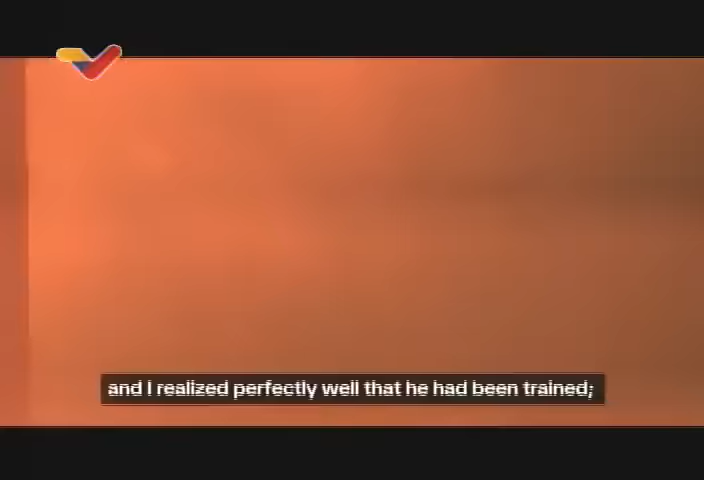 and I realized perfectly well that he had been trained;